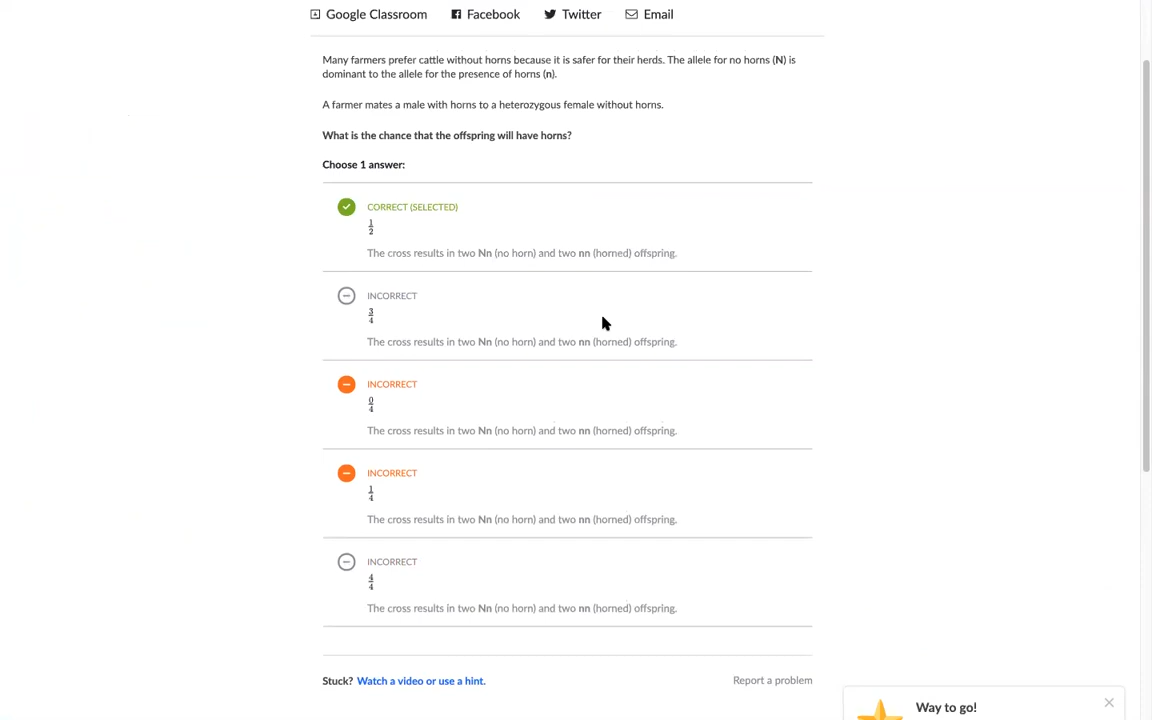 Google Classroom Facebook Twitter Email
Many farmers prefer cattle without horns because it is safer for their herds. The allele for no horns (N) is
dominant to the allele for the presence of horns (n).
A farmer mates a male with horns to a heterozygous female without horns.
What is the chance that the offspring will have horns?
Choose 1 answer:
CORRECT (SELECTED)
1/2
The cross results in two Nn (no horn) and two nn (horned) offspring.
INCORRECT
3/4
The cross results in two Nn (no horn) and two nn (horned) offspring.
INCORRECT
0/4
The cross results in two Nn (no horn) and two nn (horned) offspring.
INCORRECT
1/4
The cross results in two Nn (no horn) and two nn (horned) offspring.
INCORRECT
4/4
The cross results in two Nn (no horn) and two nn (horned) offspring.
Stuck? Watch a video or use a hint. Report a problem
Way to go!